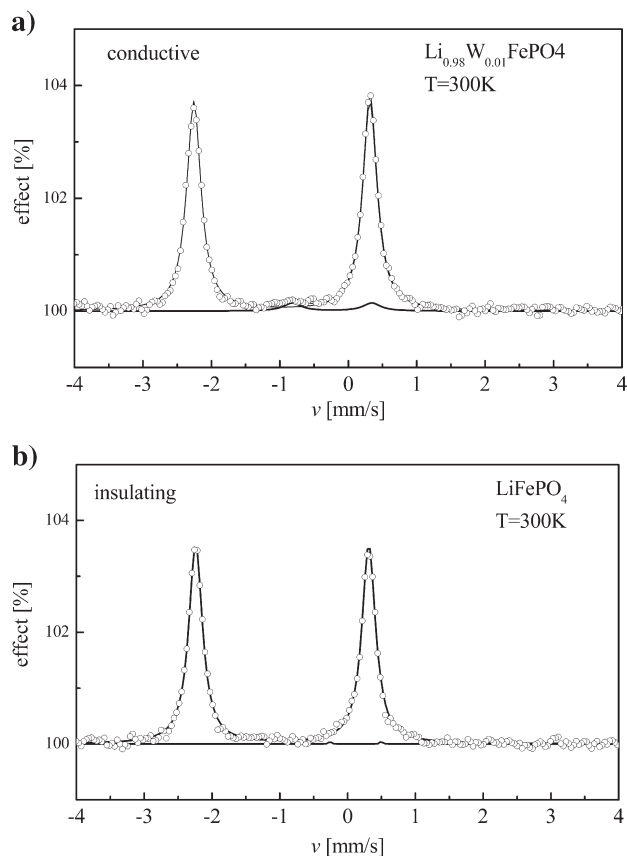 a)
conductive
Li0.98W0.01FePO4
T=300K
effect [%]
104
102
100
-4 -3 -2 -1 0 1 2 3 4
v [mm/s]
b)
insulating
LiFePO4
T=300K
effect [%]
104
102
100
-4 -3 -2 -1 0 1 2 3 4
v [mm/s]